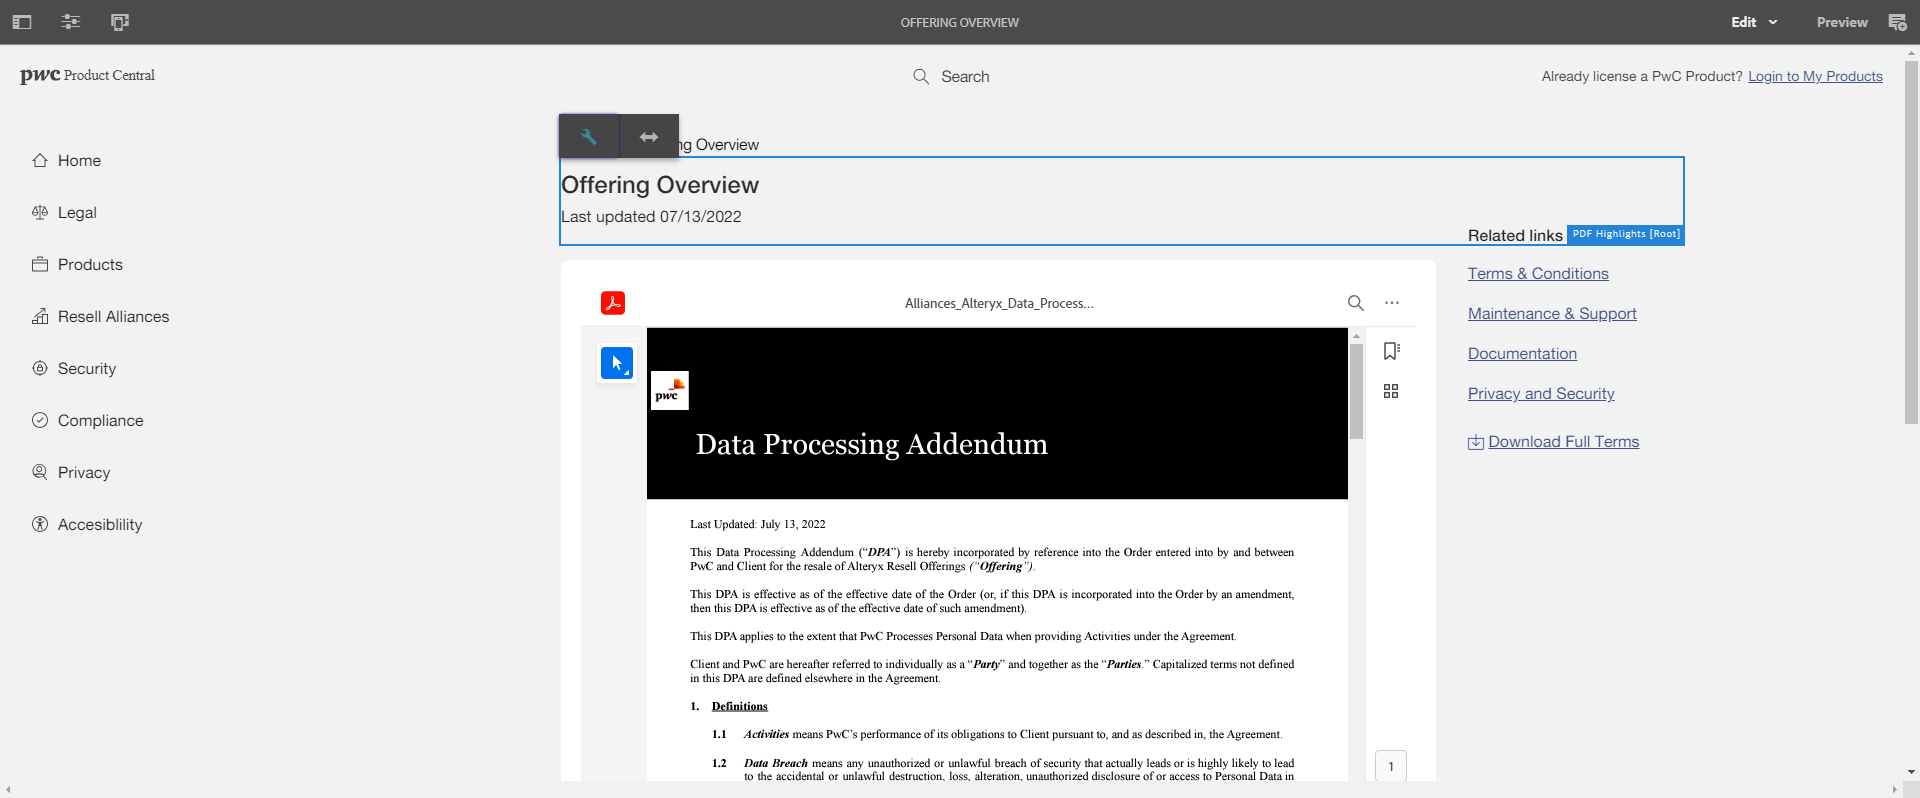 OFFERING OVERVIEW
Edit
Preview
pwc Product Central
Search
Already license a PwC Product? Login to My Products
Home
Legal
Products
Resell Alliances
Security
Compliance
Privacy
Accesiblility
ng Overview
Offering Overview
Last updated 07/13/2022
Related links
PDF Highlights [Root]
Terms & Conditions
Maintenance & Support
Documentation
Privacy and Security
Download Full Terms
Alliances_Alteryx_Data_Process...
pwc
Data Processing Addendum
Last Updated: July 13, 2022
This Data Processing Addendum (“DPA”) is hereby incorporated by reference into the Order entered into by and between
PwC and Client for the resale of Alteryx Resell Offerings (“Offering”).
This DPA is effective as of the effective date of the Order (or, if this DPA is incorporated into the Order by an amendment,
then this DPA is effective as of the effective date of such amendment).
This DPA applies to the extent that PwC Processes Personal Data when providing Activities under the Agreement.
Client and PwC are hereafter referred to individually as a “Party” and together as the “Parties.” Capitalized terms not defined
in this DPA are defined elsewhere in the Agreement.
1. Definitions
1.1 Activities means PwC’s performance of its obligations to Client pursuant to, and as described in, the Agreement.
1.2 Data Breach means any unauthorized or unlawful breach of security that actually leads or is highly likely to lead
to the accidental or unlawful destruction, loss, alteration, unauthorized disclosure of or access to Personal Data in
1